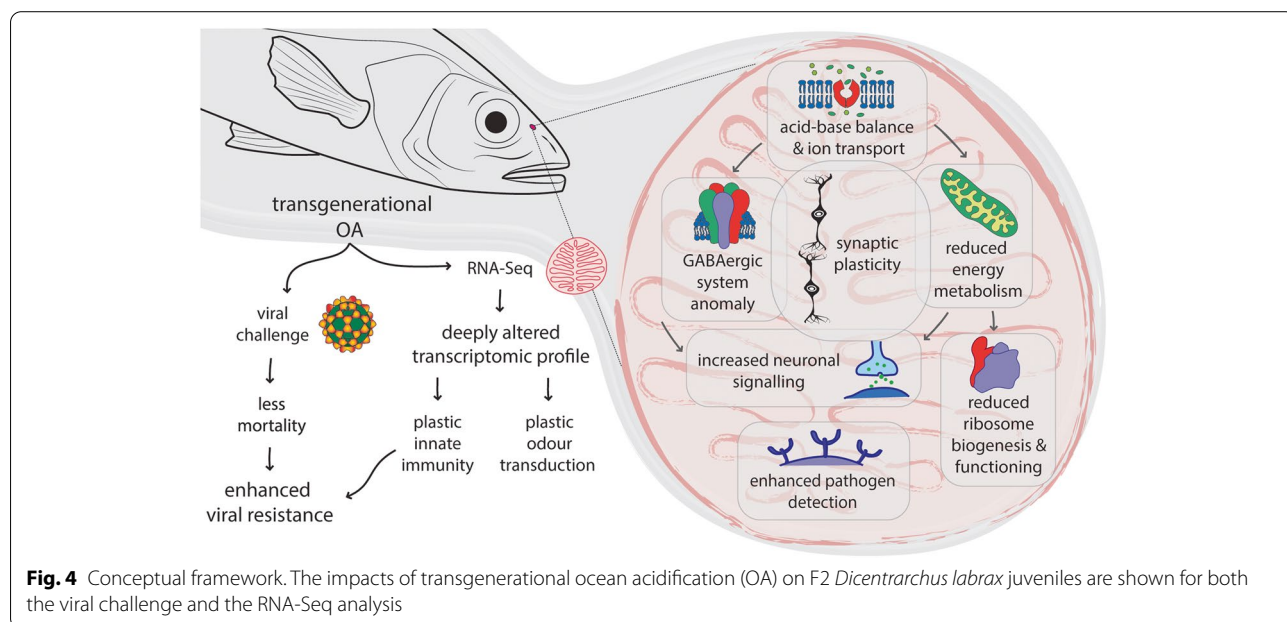 transgenerational
OA
viral
challenge
less
mortality
enhanced
viral resistance
RNA-Seq
deeply altered
transcriptomic profile
plastic
innate
immunity
plastic
odour
transduction
acid-base balance
& ion transport
GABAergic
system
anomaly
synaptic
plasticity
reduced
energy
metabolism
increased neuronal
signalling
reduced
ribosome
biogenesis &
functioning
enhanced pathogen
detection
Fig. 4 Conceptual framework. The impacts of transgenerational ocean acidification (OA) on F2 Dicentrarchus labrax juveniles are shown for both
the viral challenge and the RNA-Seq analysis